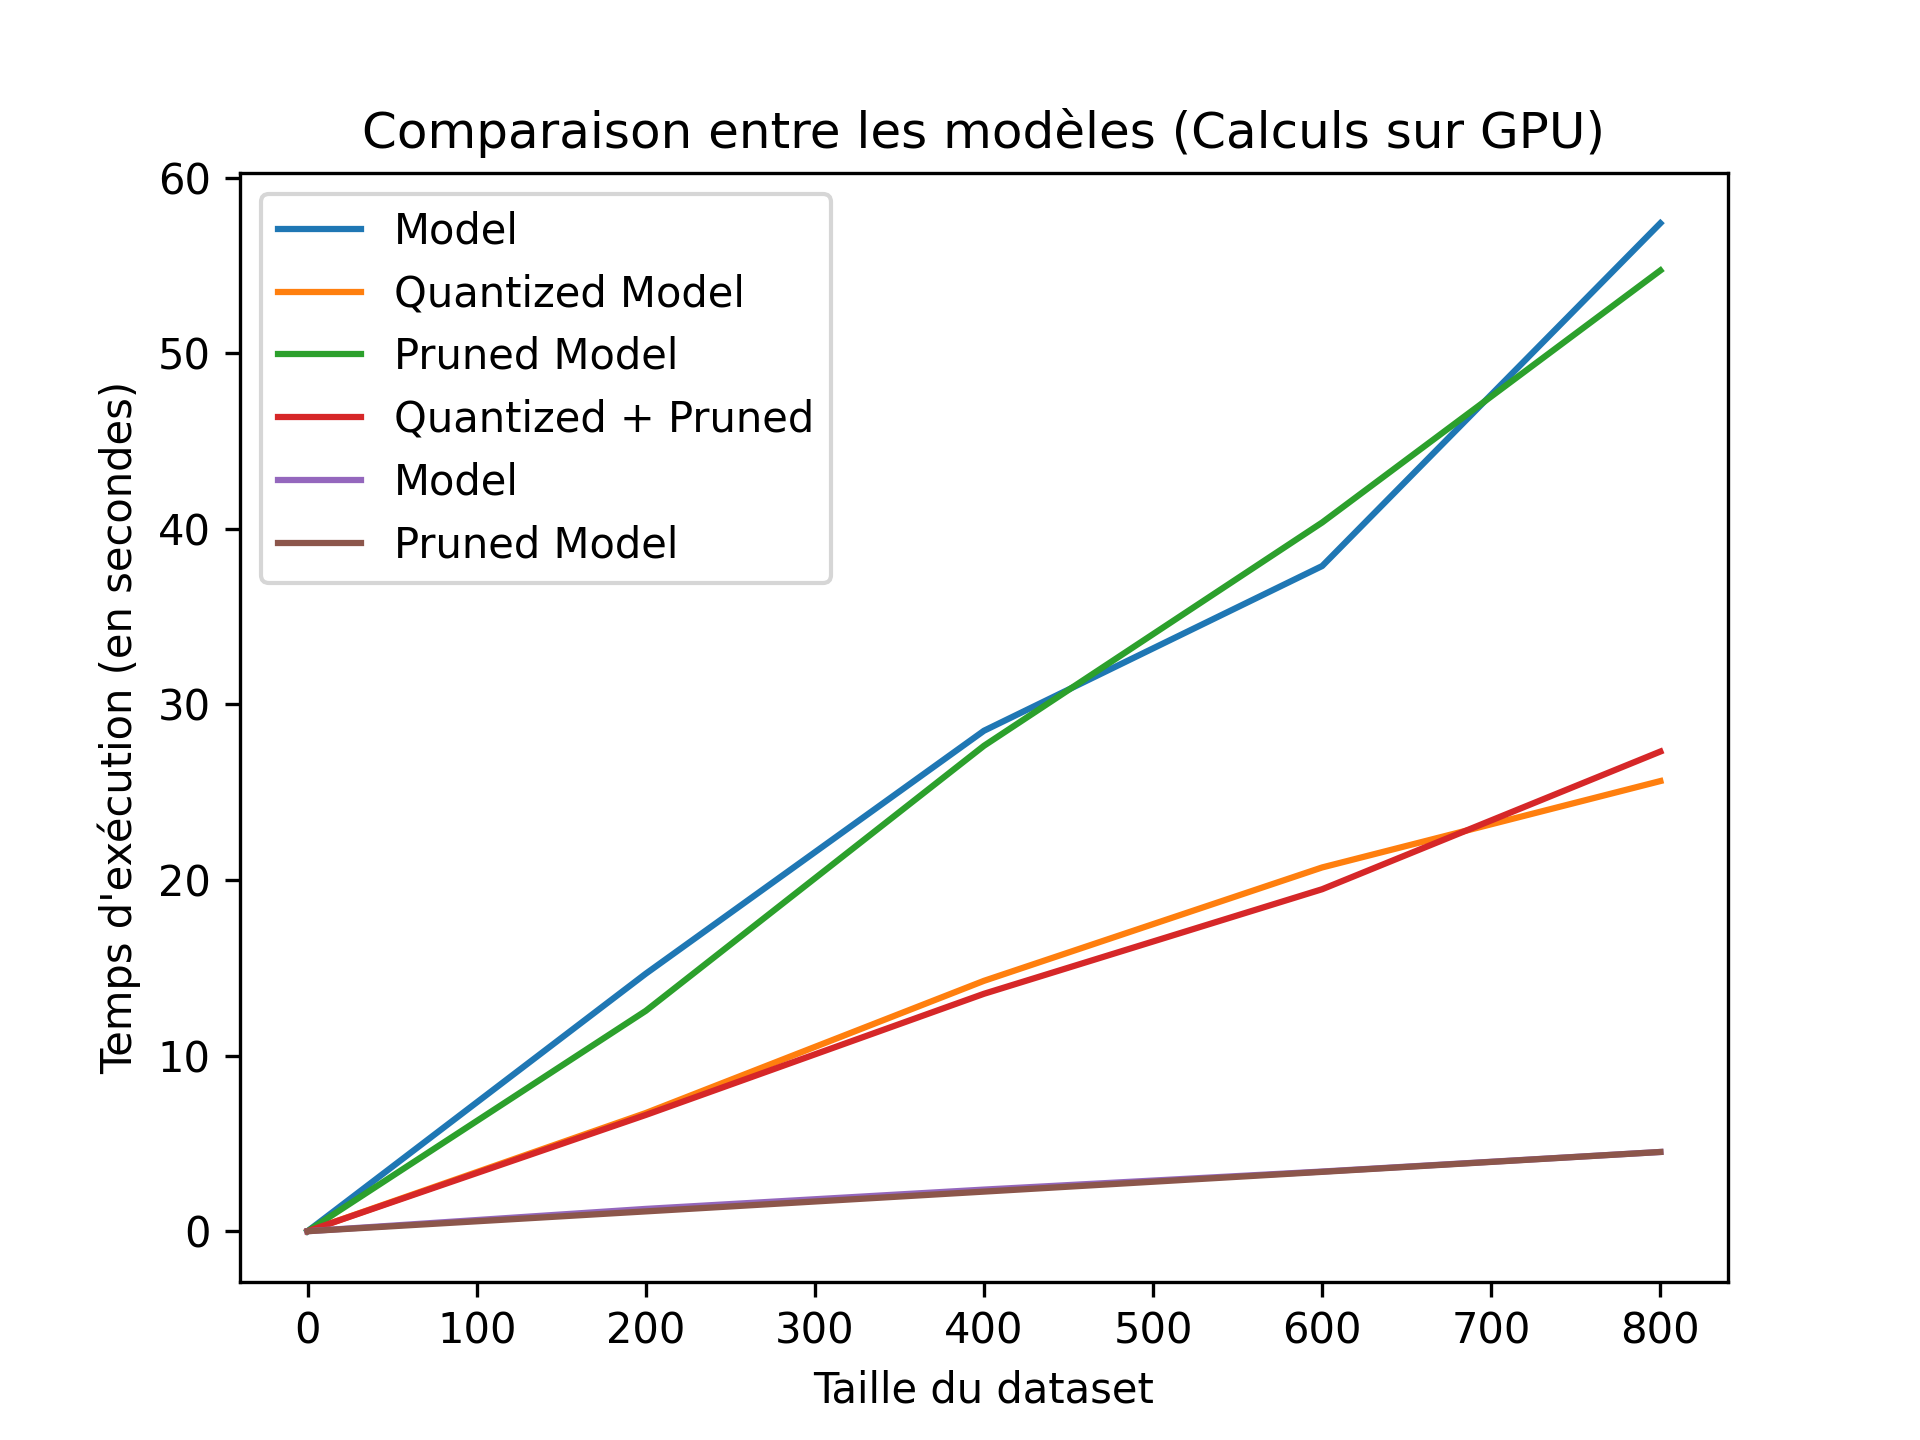 Comparaison entre les modèles (Calculs sur GPU)
60
50
40
30
20
10
0
Temps d'exécution (en secondes)
Model
Quantized Model
Pruned Model
Quantized + Pruned
Model
Pruned Model
0 100 200 300 400 500 600 700 800
Taille du dataset